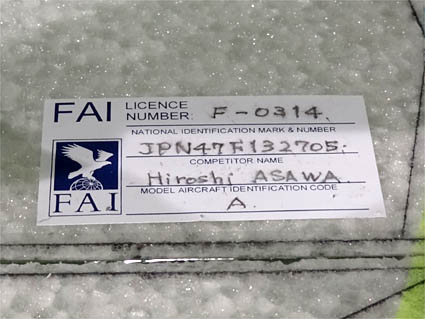 FAI LICENCE NUMBER: F-0314.
NATIONAL IDENTIFICATION MARK & NUMBER
JPN47F132705.
COMPETITOR NAME
Hiroshi ASAWA.
MODEL AIRCRAFT IDENTIFICATION CODE
FAI A.